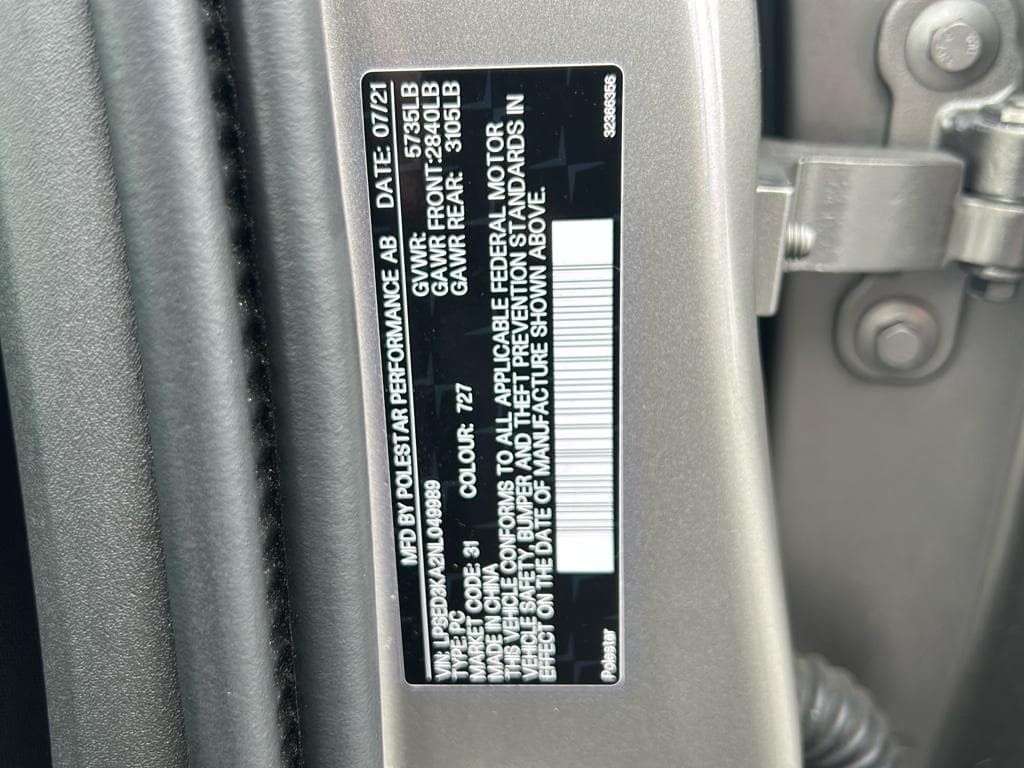 MFD BY POLESTAR PERFORMANCE AB DATE: 07/21
VIN: LPSED3KA2NL049989 GVWR: 5735LB
TYPE: PC GAWR FRONT:2840LB
MARKET CODE: 31 COLOUR: 727 GAWR REAR: 3105LB
MADE IN CHINA
THIS VEHICLE CONFORMS TO ALL APPLICABLE FEDERAL MOTOR
VEHICLE SAFETY, BUMPER AND THEFT PREVENTION STANDARDS IN
EFFECT ON THE DATE OF MANUFACTURE SHOWN ABOVE.
Polestar 32366356